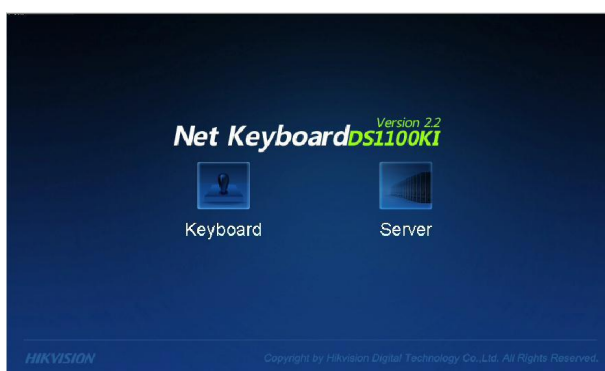 Version 2.2
Net KeyboardDS1100KI
Keyboard Server
HIKVISION Copyright by Hikvision Digital Technology Co.,Ltd. All Rights Reserved.